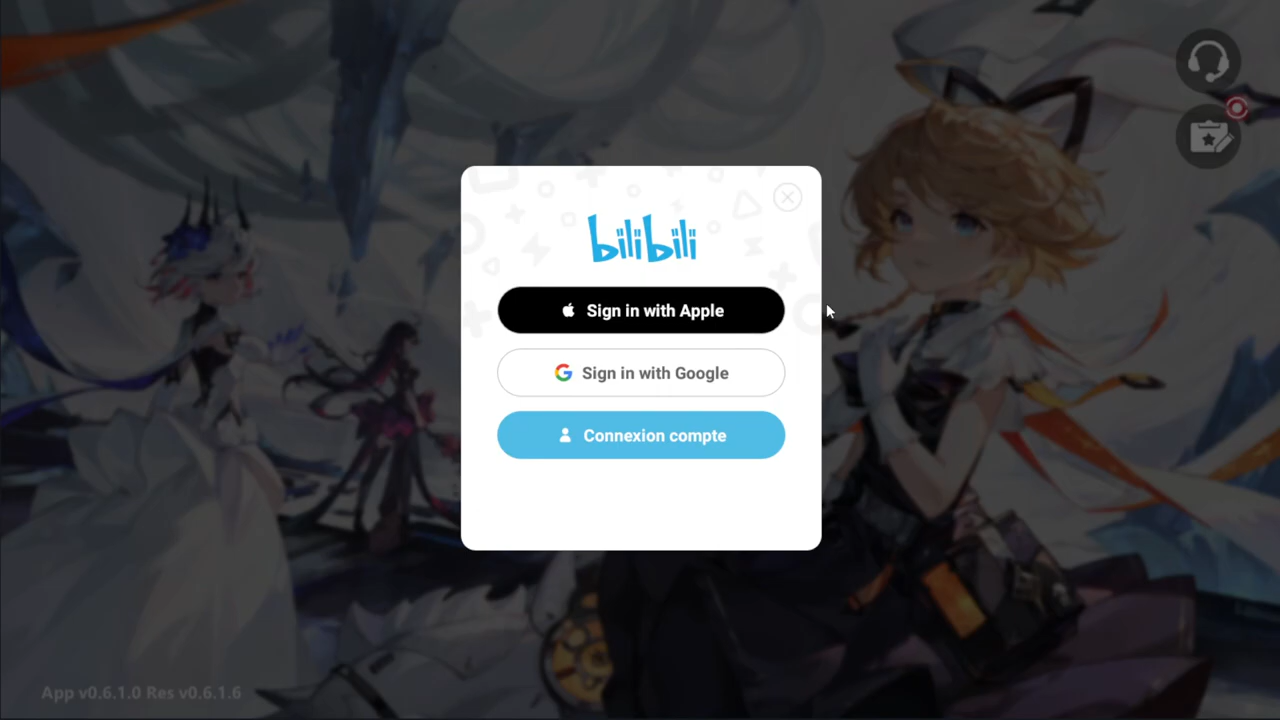 bilibili
Sign in with Apple
Sign in with Google
Connexion compte
App v0.6.1.0 Res v0.6.1.6